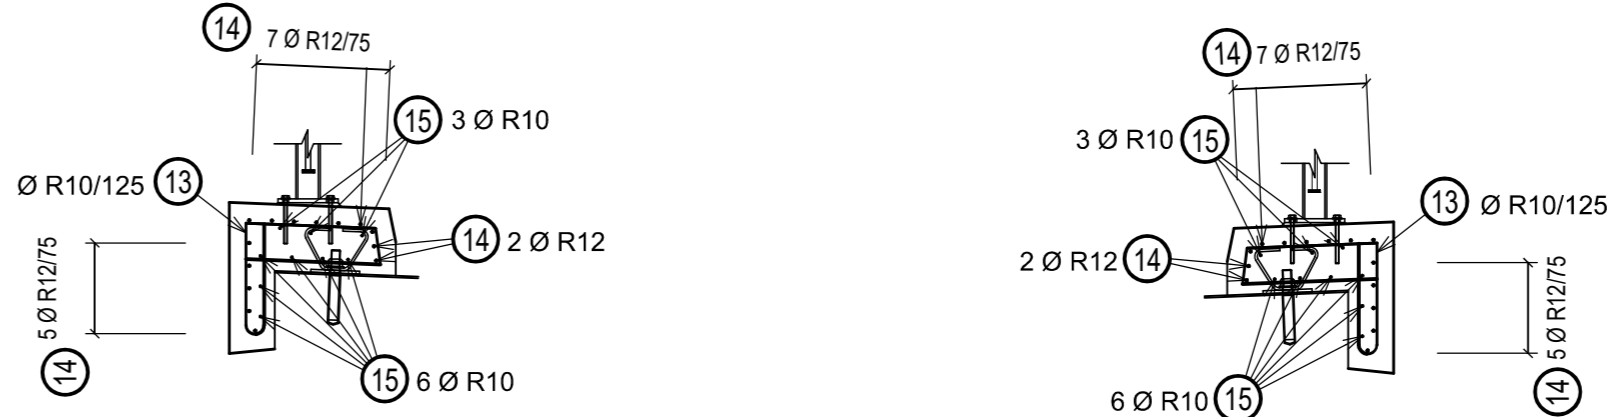 14 7 Ø R12/75
15 3 Ø R10
Ø R10/125 13
14 2 Ø R12
5 Ø R12/75
14
15 6 Ø R10
14 7 Ø R12/75
3 Ø R10 15
13 Ø R10/125
2 Ø R12 14
5 Ø R12/75
14
6 Ø R10 15